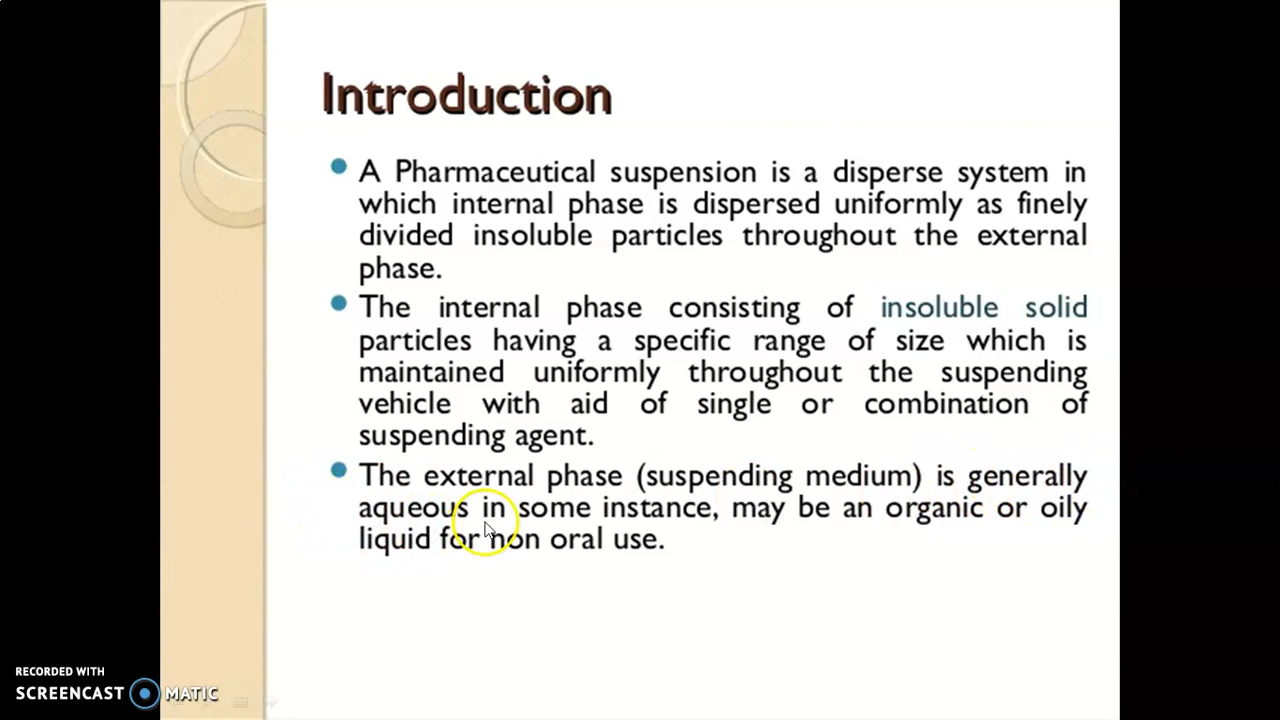 Introduction
A Pharmaceutical suspension is a disperse system in
which internal phase is dispersed uniformly as finely
divided insoluble particles throughout the external
phase.
The internal phase consisting of insoluble solid
particles having a specific range of size which is
maintained uniformly throughout the suspending
vehicle with aid of single or combination of
suspending agent.
The external phase (suspending medium) is generally
aqueous in some instance, may be an organic or oily
liquid for non oral use.
RECORDED WITH
SCREENCAST MATIC